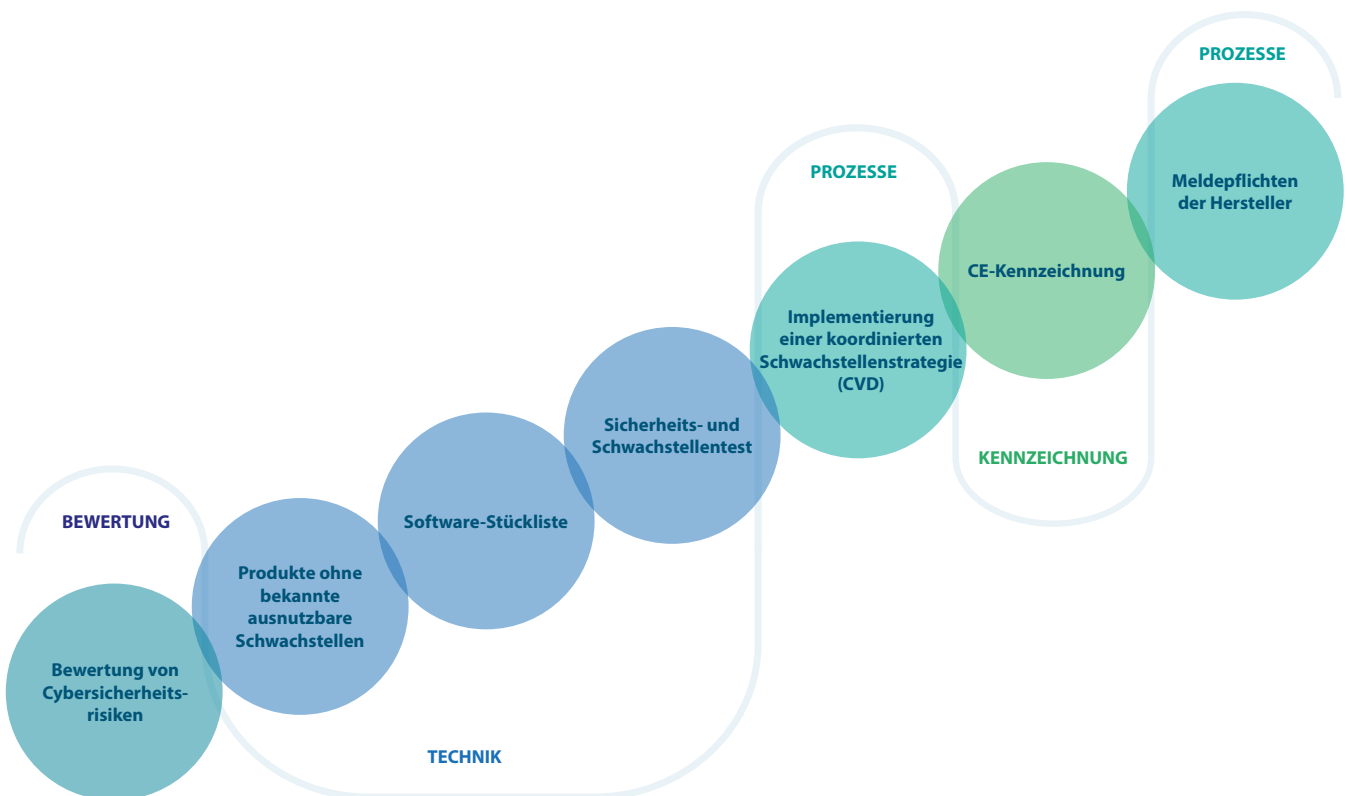 BEWERTUNG
Bewertung von
Cybersicherheits-
risiken
Produkte ohne
bekannte
ausnutzbare
Schwachstellen
Software-Stückliste
Sicherheits- und
Schwachstellentest
TECHNIK
PROZESSE
Implementierung
einer koordinierten
Schwachstellenstrategie
(CVD)
CE-Kennzeichnung
KENNZEICHNUNG
PROZESSE
Meldepflichten
der Hersteller